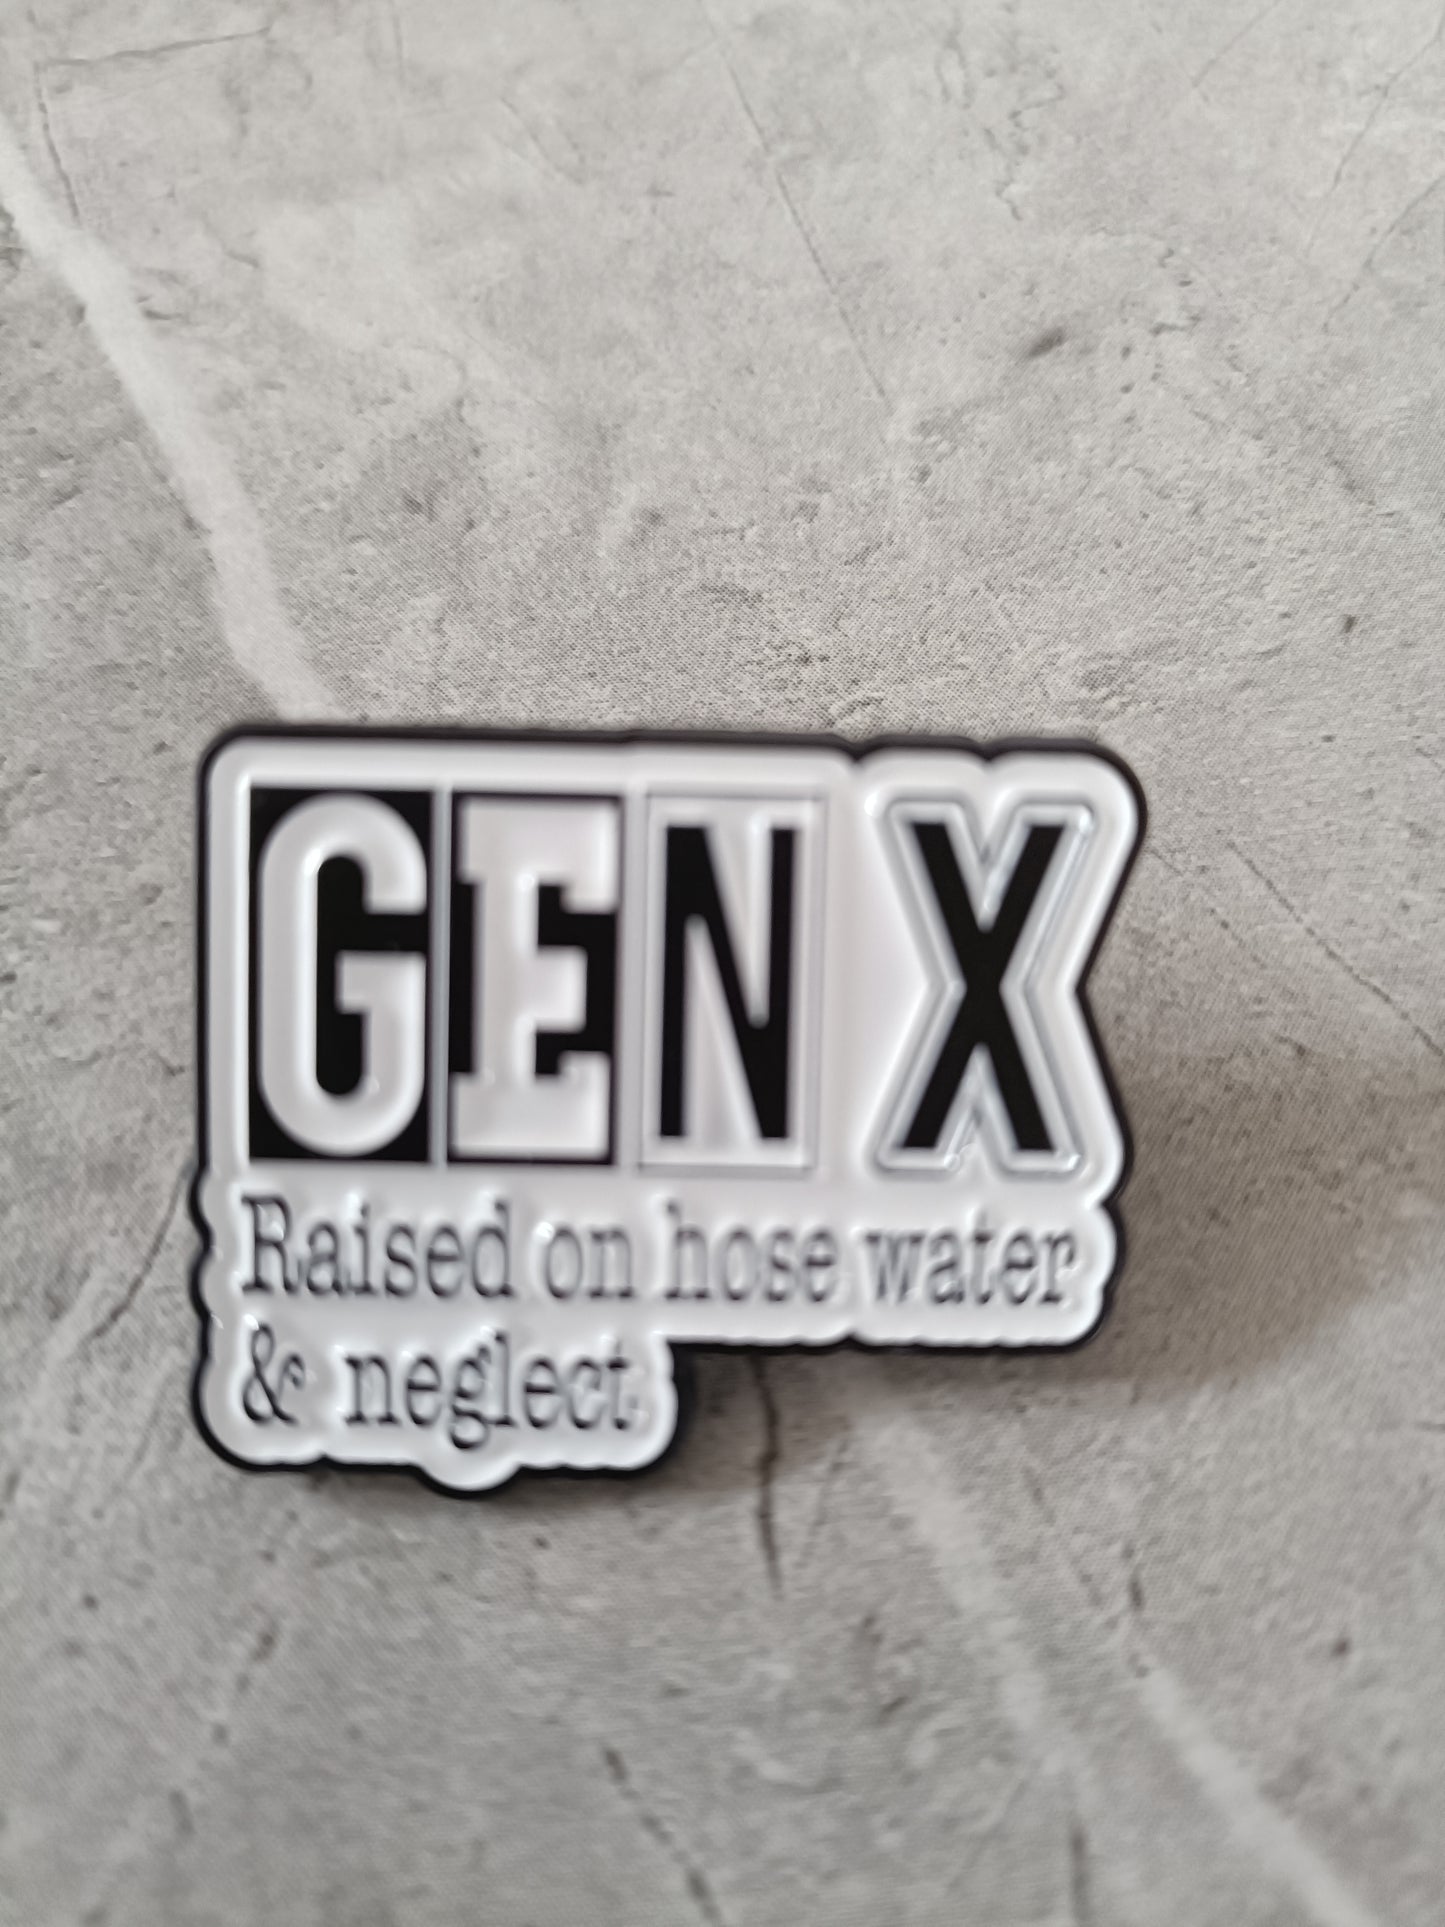 GEN X
Raised on hose water
& neglect